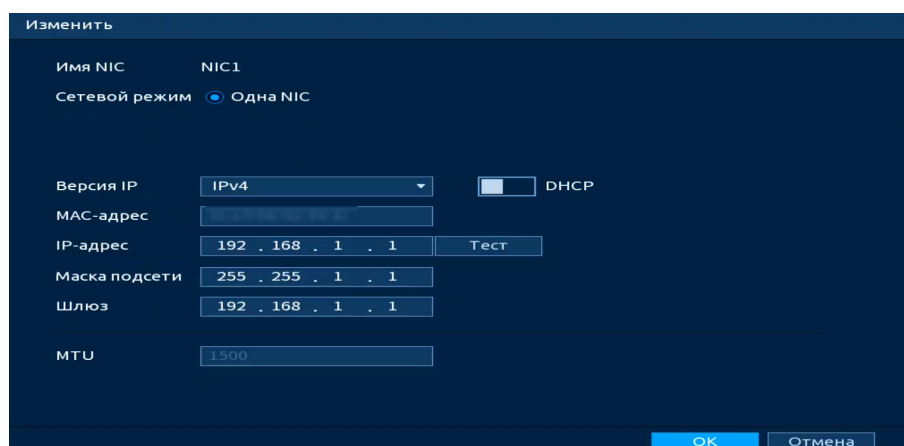 Изменить
Имя NIC NIC1
Сетевой режим Одна NIC
Версия IP IPv4 DHCP
MAC-адрес
IP-адрес 192 . 168 . 1 . 1 Тест
Маска подсети 255 . 255 . 1 . 1
Шлюз 192 . 168 . 1 . 1
MTU 1500
OK Отмена